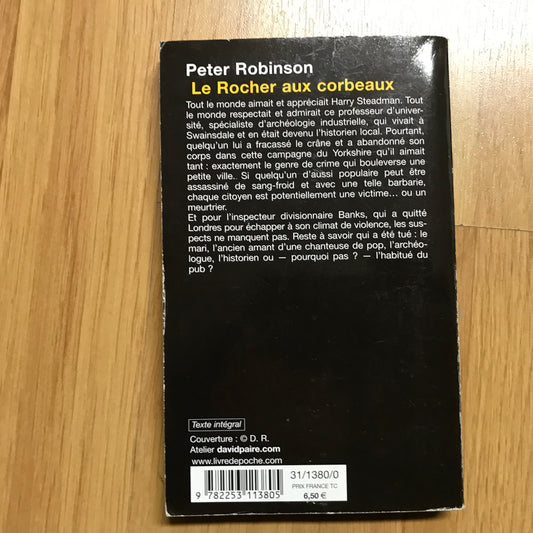 Peter Robinson
Le Rocher aux corbeaux
Tout le monde aimait et appréciait Harry Steadman. Tout
le monde respectait et admirait ce professeur d'univer-
sité, spécialiste d'archéologie industrielle, qui vivait à
Swainsdale et en était devenu l'historien local. Pourtant,
quelqu'un lui a fracassé le crâne et a abandonné son
corps dans cette campagne du Yorkshire qu'il aimait
tant : exactement le genre de crime qui bouleverse une
petite ville.. Si quelqu'un d'aussi populaire peut être
assassiné de sang-froid et avec une telle barbarie,
chaque citoyen est potentiellement une victime... ou un
meurtrier.
Et pour l'inspecteur divisionnaire Banks, qui a quitté
Londres pour échapper à son climat de violence, les sus-
pects ne manquent pas. Reste à savoir qui a été tué : le
mari, l'ancien amant d'une chanteuse de pop, l'archéo-
logue, l'historien ou — pourquoi pas ? — l'habitué du
pub ?
Texte intégral
Couverture : © D. R.
Atelier davidpaire.com
www.livredepoche.com
31/1380/0
PRIX FRANCE TC
6,50 €
9 782253 113805